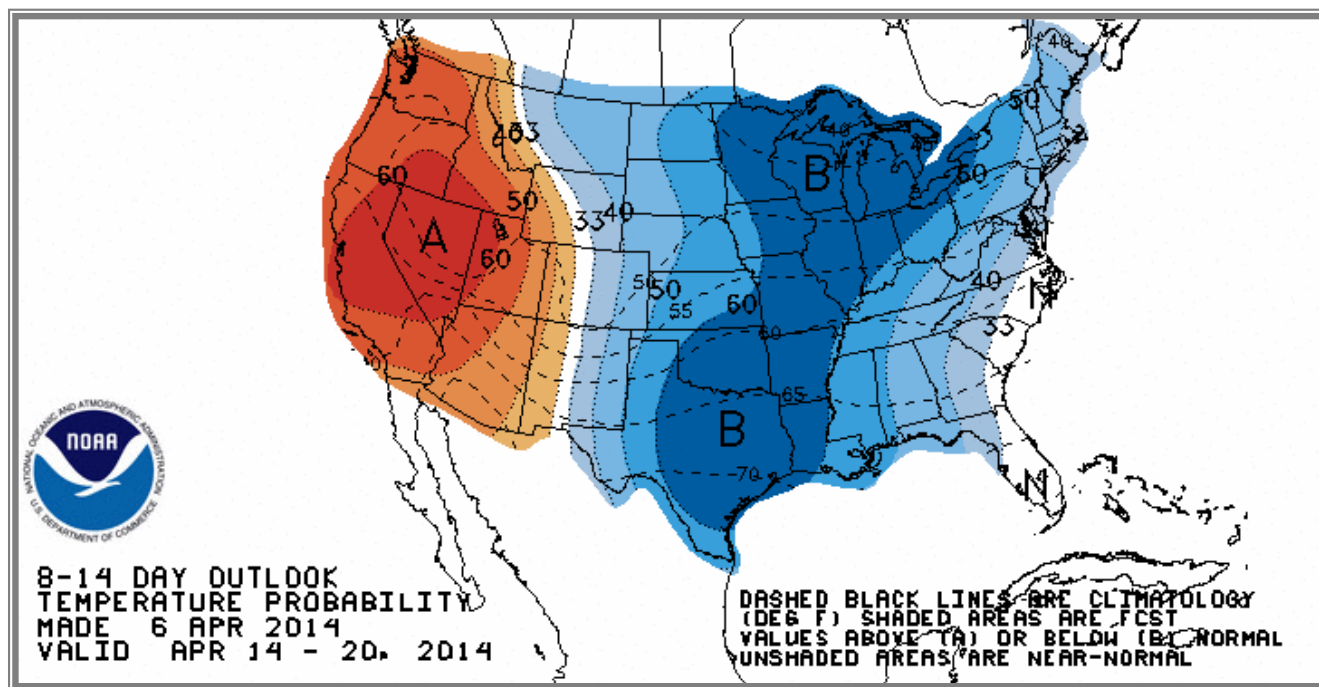 40
50
40
33
60
B
60
50
33
40
A
60
50
50
60
40
N
55
60
33
65
B
70
N
NATIONAL OCEANIC AND ATMOSPHERIC ADMINISTRATION
NOAA
U.S. DEPARTMENT OF COMMERCE
8-14 DAY OUTLOOK
TEMPERATURE PROBABILITY
MADE 6 APR 2014
VALID APR 14 - 20, 2014
DASHED BLACK LINES ARE CLIMATOLOGY
(DEG F) SHADED AREAS ARE FCST
VALUES ABOVE (A) OR BELOW (B) NORMAL
UNSHADED AREAS ARE NEAR-NORMAL